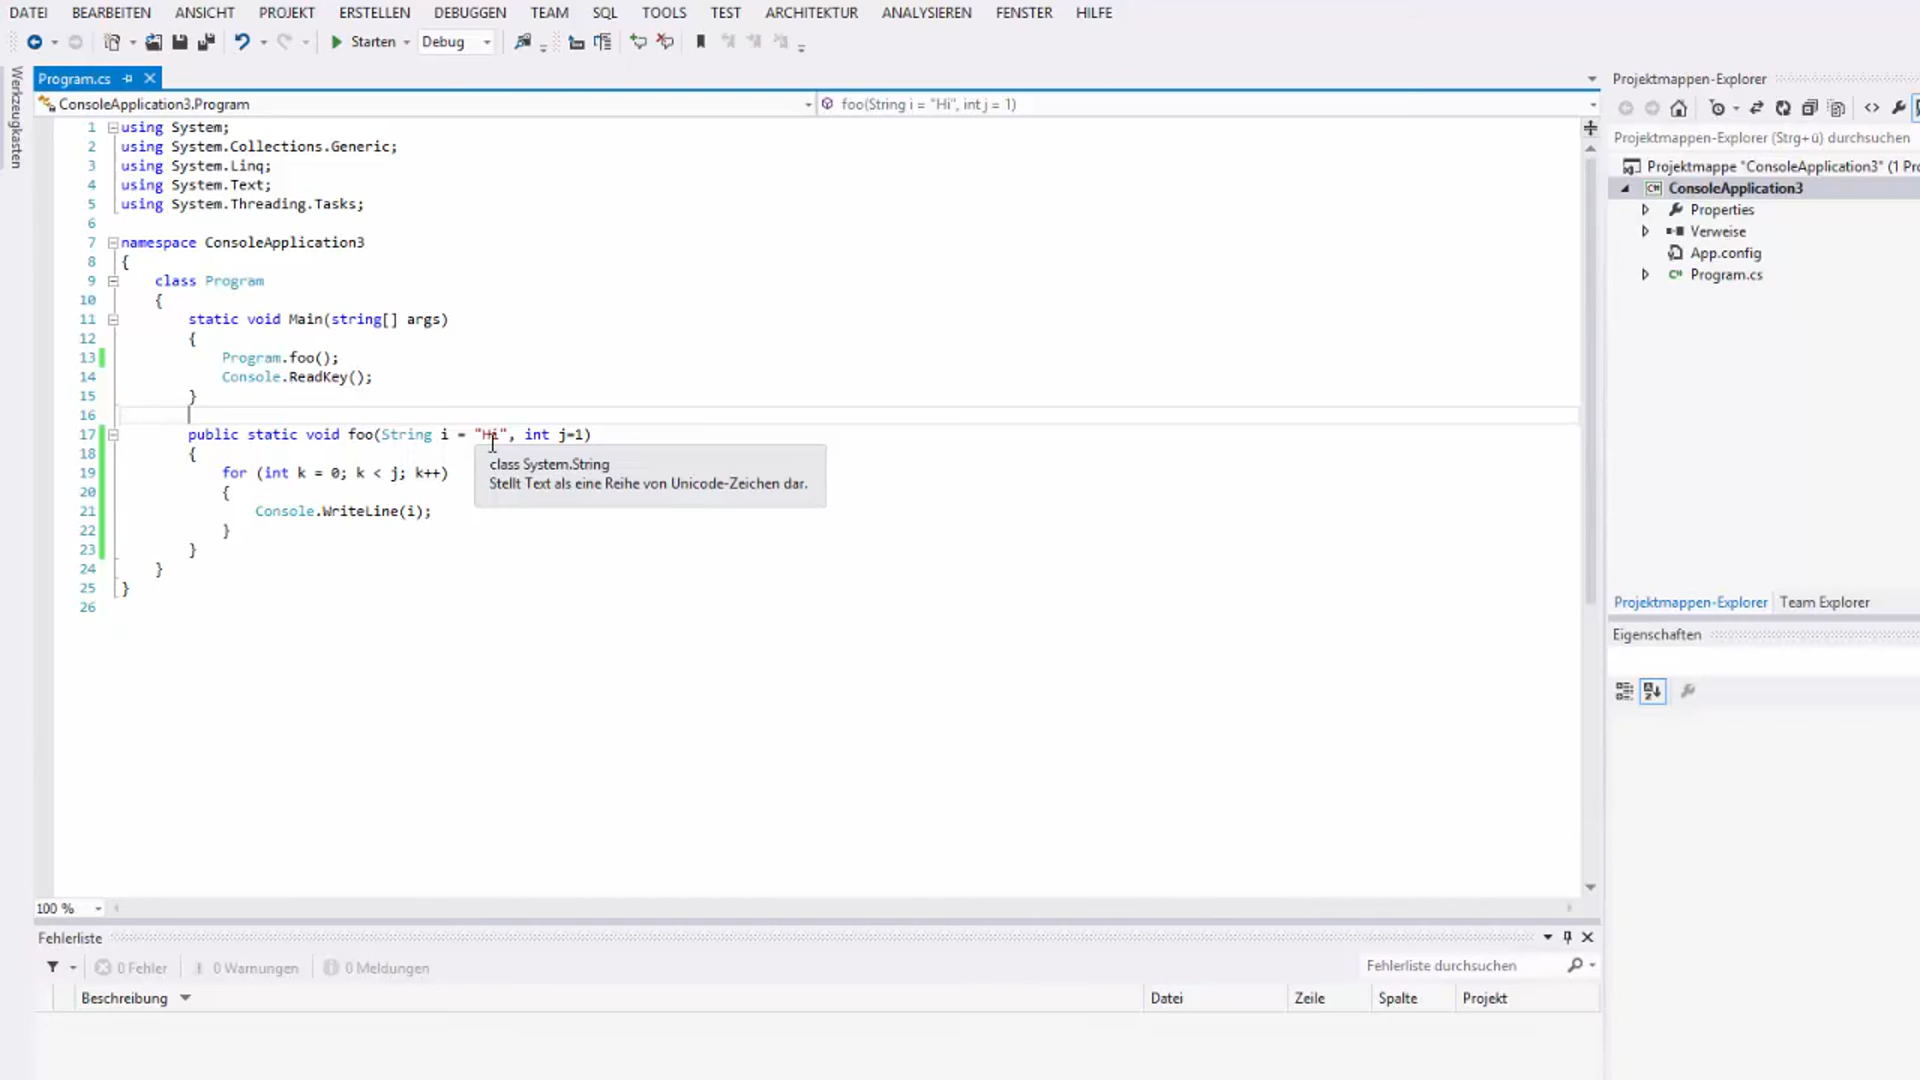 DATEI BEARBEITEN ANSICHT PROJEKT ERSTELLEN DEBUGGEN TEAM SQL TOOLS TEST ARCHITEKTUR ANALYSIEREN FENSTER HILFE
Starten Debug
Werkzeugkasten
Program.cs
ConsoleApplication3.Program
foo(String i = "Hi", int j = 1)
1 using System;
2 using System.Collections.Generic;
3 using System.Linq;
4 using System.Text;
5 using System.Threading.Tasks;
6
7 namespace ConsoleApplication3
8 {
9 class Program
10 {
11 static void Main(string[] args)
12 {
13 Program.foo();
14 Console.ReadKey();
15 }
16
17 public static void foo(String i = "Hi", int j=1)
18 {
19 for (int k = 0; k < j; k++)
20 {
21 Console.WriteLine(i);
22 }
23 }
24 }
25 }
26
class System.String
Stellt Text als eine Reihe von Unicode-Zeichen dar.
100 %
Projektmappen-Explorer
Projektmappen-Explorer (Strg+ü) durchsuchen
Projektmappe "ConsoleApplication3" (1 Pro
C# ConsoleApplication3
Properties
Verweise
App.config
C# Program.cs
Projektmappen-Explorer Team Explorer
Eigenschaften
Fehlerliste
0 Fehler 0 Warnungen 0 Meldungen
Fehlerliste durchsuchen
Beschreibung Datei Zeile Spalte Projekt